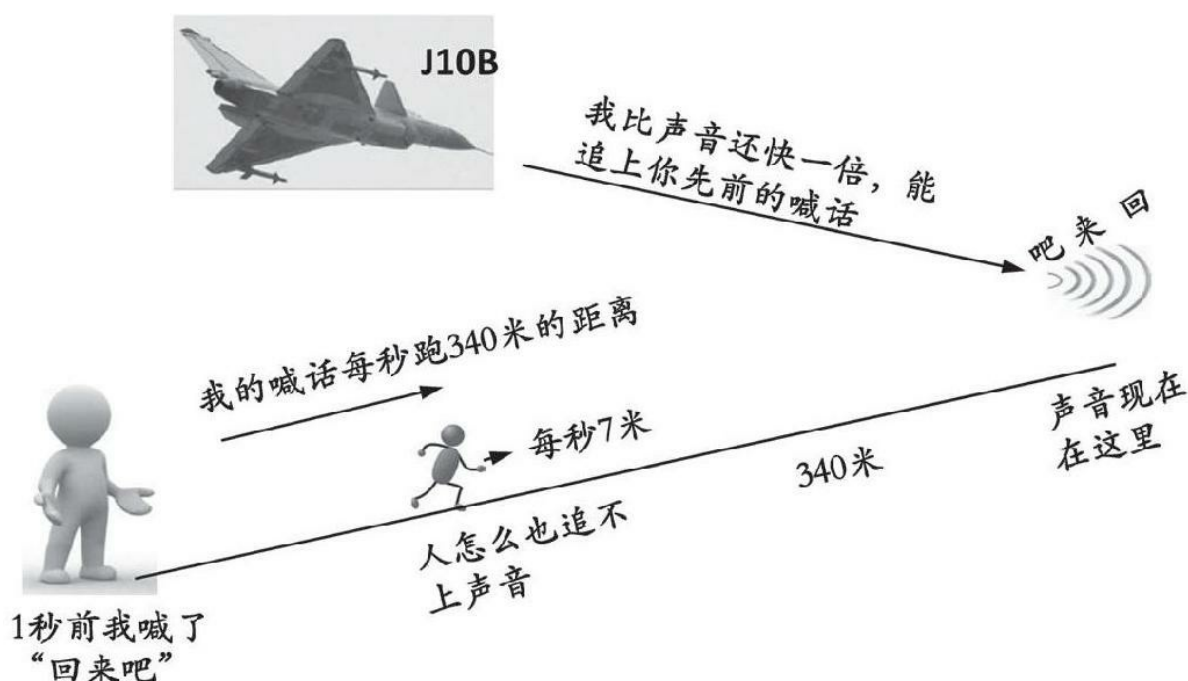 J10B
我比声音还快一倍，能
追上你先前的喊话
吧来回
我的喊话每秒跑340米的距离
每秒7米
声音现在
在这里
340米
人怎么也追不
上声音
1秒前我喊了
“回来吧”